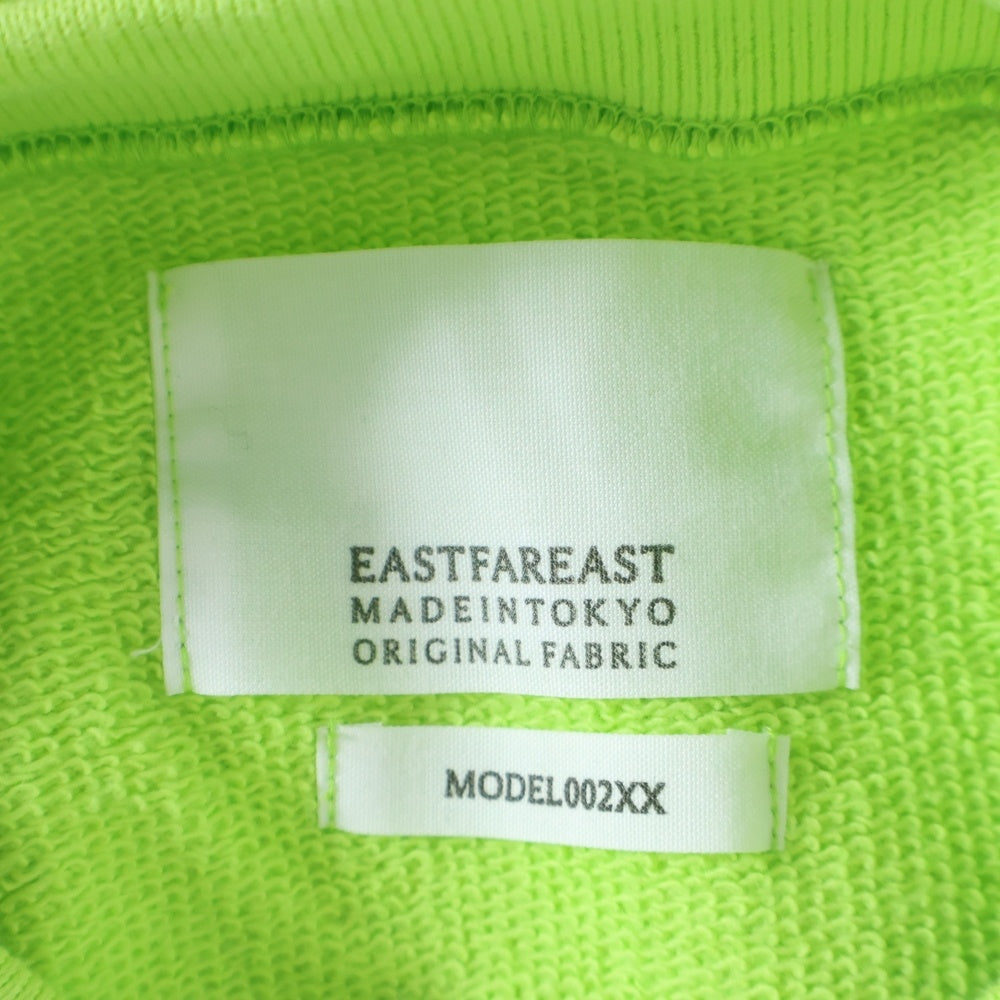 EASTFAREAST
MADEINTOKYO
ORIGINAL FABRIC
MODEL002XX